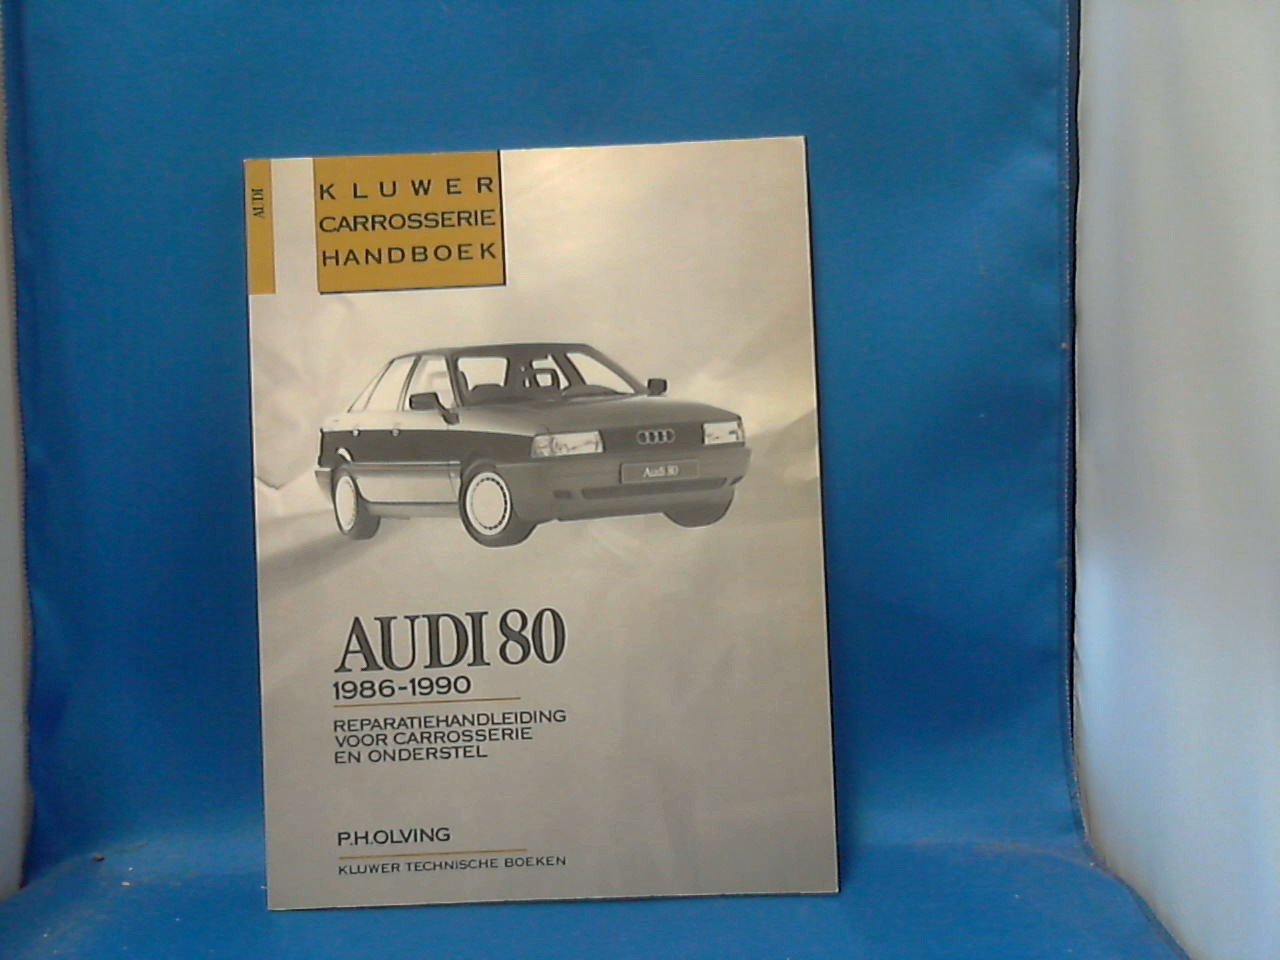 AUDI
KLUWER
CARROSSERIE
HANDBOEK
Audi 80
AUDI 80
1986-1990
REPARATIEHANDLEIDING
VOOR CARROSSERIE
EN ONDERSTEL
P.H.OLVING
KLUWER TECHNISCHE BOEKEN